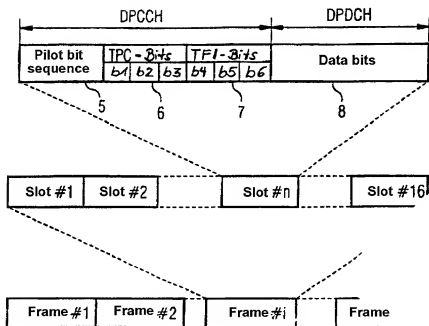 DPCCH DPDCH
Pilot bit sequence TPC-Bits TFI-Bits Data bits
b1 b2 b3 b4 b5 b6
5 6 7 8
Slot #1 Slot #2 Slot #n Slot #16
Frame #1 Frame #2 Frame #i Frame